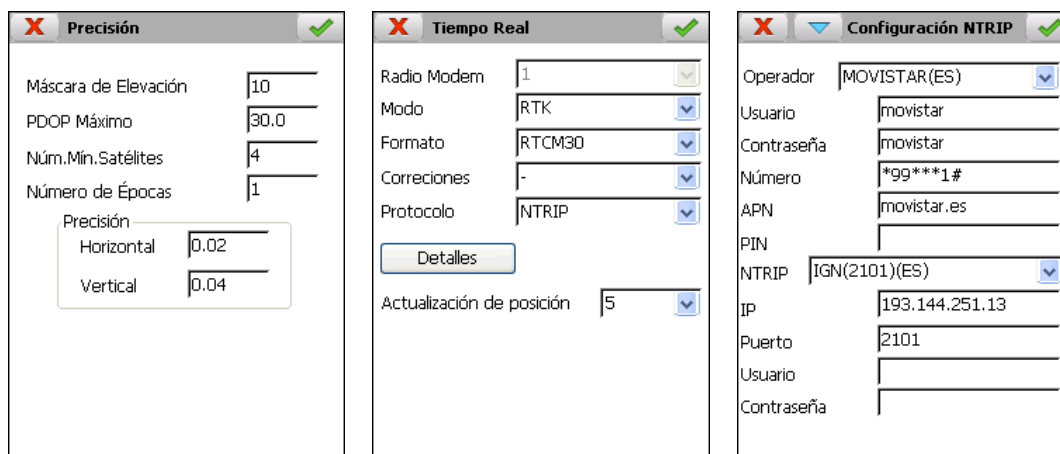 Precisión
Máscara de Elevación 10
PDOP Máximo 30.0
Núm.Mín.Satélites 4
Número de Épocas 1
Precisión
Horizontal 0.02
Vertical 0.04
Tiempo Real
Radio Modem 1
Modo RTK
Formato RTCM30
Correciones -
Protocolo NTRIP
Detalles
Actualización de posición 5
Configuración NTRIP
Operador MOVISTAR(ES)
Usuario movistar
Contraseña movistar
Número *99***1#
APN movistar.es
PIN
NTRIP IGN(2101)(ES)
IP 193.144.251.13
Puerto 2101
Usuario
Contraseña